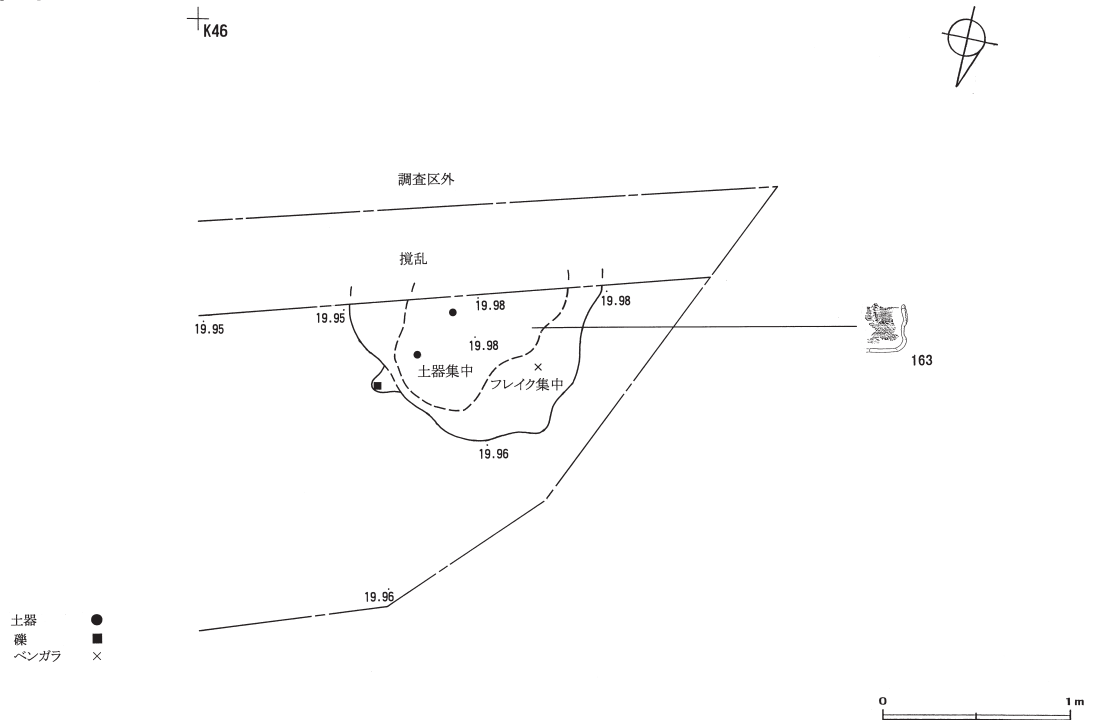 K46
調査区外
撹乱
19.98
19.98
19.95
19.95
19.98
土器集中
フレイク集中
163
19.96
19.96
土器
礫
ベンガラ
0 1m